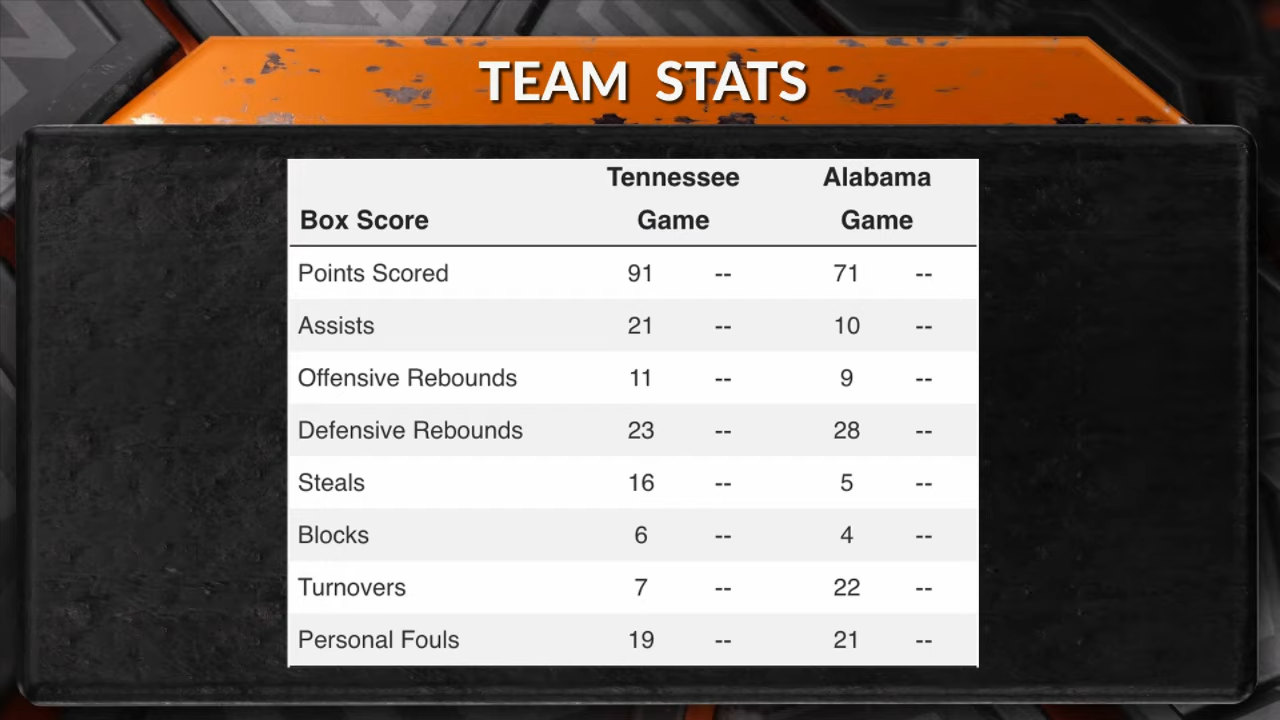 TEAM STATS
Tennessee Alabama
Box Score Game Game
Points Scored 91 -- 71 --
Assists 21 -- 10 --
Offensive Rebounds 11 -- 9 --
Defensive Rebounds 23 -- 28 --
Steals 16 -- 5 --
Blocks 6 -- 4 --
Turnovers 7 -- 22 --
Personal Fouls 19 -- 21 --